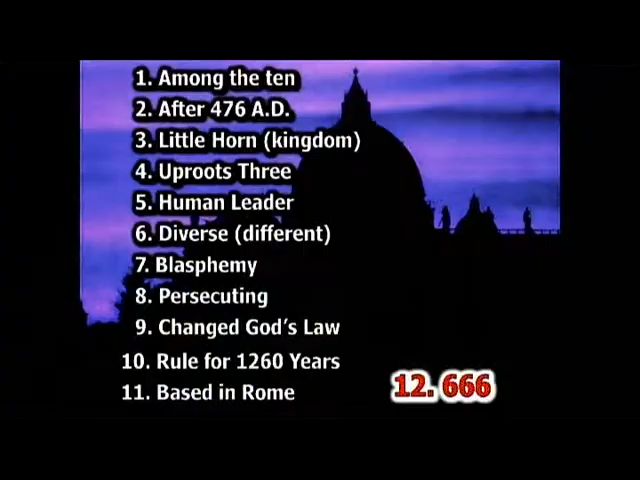 1. Among the ten
2. After 476 A.D.
3. Little Horn (kingdom)
4. Uproots Three
5. Human Leader
6. Diverse (different)
7. Blasphemy
8. Persecuting
9. Changed God's Law
10. Rule for 1260 Years
11. Based in Rome
12. 666